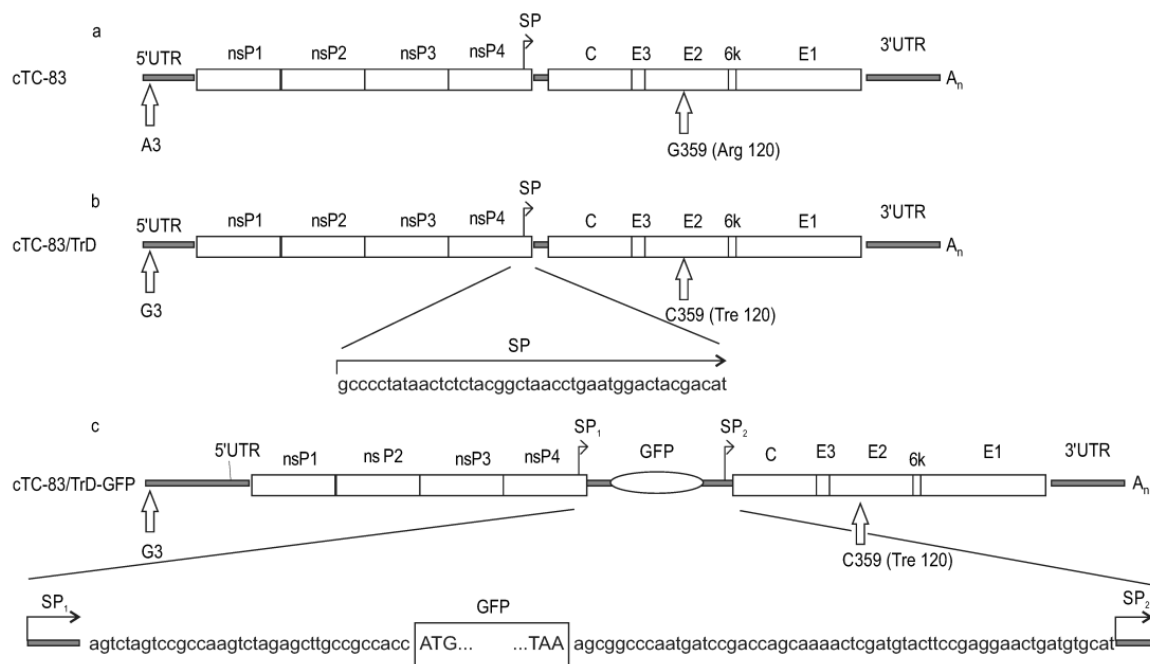 a
SP
5'UTR nsP1 nsP2 nsP3 nsP4 C E3 E2 6k E1 3'UTR
cTC-83 Aₙ
A3 G359 (Arg 120)
b
SP
5'UTR nsP1 nsP2 nsP3 nsP4 C E3 E2 6k E1 3'UTR
cTC-83/TrD Aₙ
G3 C359 (Tre 120)
SP
gcccctataactctctacggctaacctgaatggactacgacat
c
SP₁ SP₂
5'UTR nsP1 ns P2 nsP3 nsP4 GFP C E3 E2 6k E1 3'UTR
cTC-83/TrD-GFP Aₙ
G3 C359 (Tre 120)
SP₁ GFP SP₂
agtctagtccgccaagtctagagcttgccgccacc ATG... ...TAA agcggcccaatgatccgaccagcaaaactcgatgtacttccgaggaactgatgtgcat